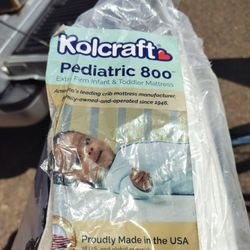 Kolcraft
Pediatric 800™
Extra Firm Infant & Toddler Mattress
America's leading crib mattress manufacturer,
family-owned-and-operated since 1946.
Proudly Made in the USA